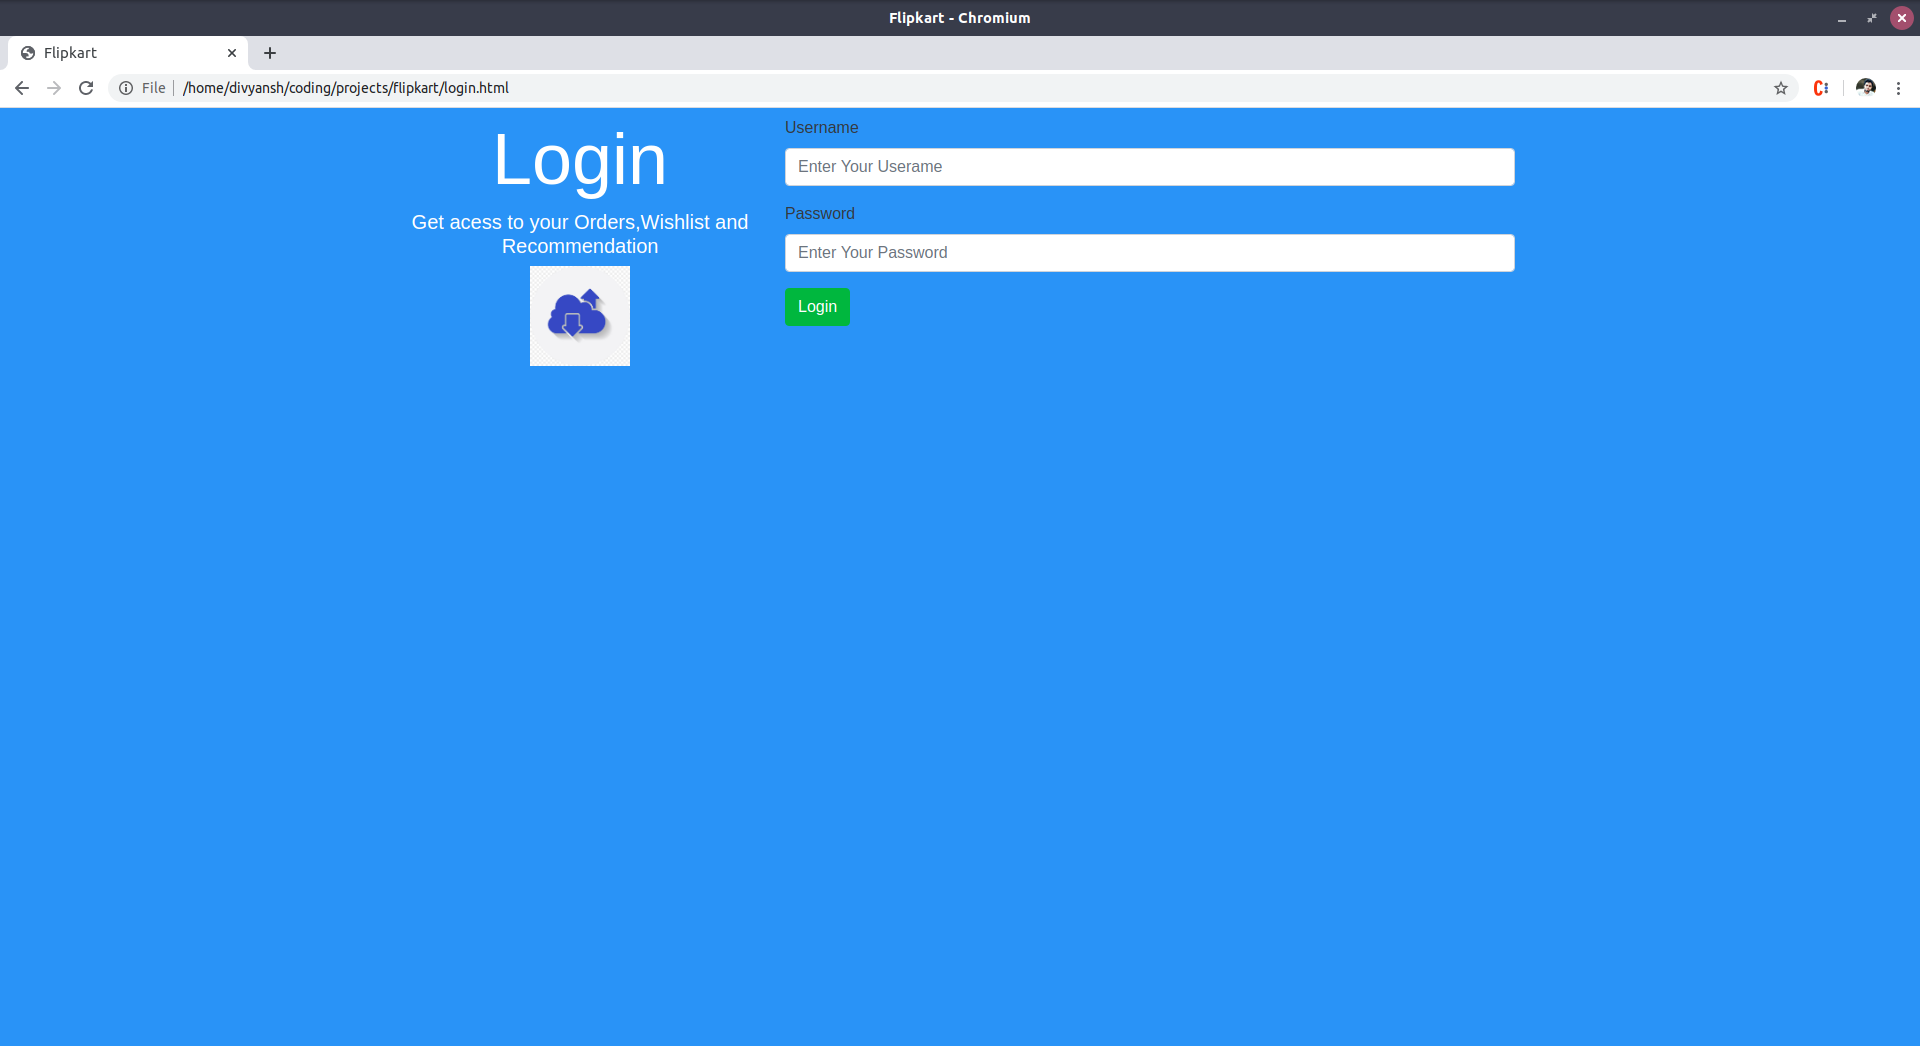 Flipkart - Chromium
Flipkart
File
/home/divyansh/coding/projects/flipkart/login.html
Login
Get acess to your Orders,Wishlist and
Recommendation
Username
Enter Your Userame
Password
Enter Your Password
Login